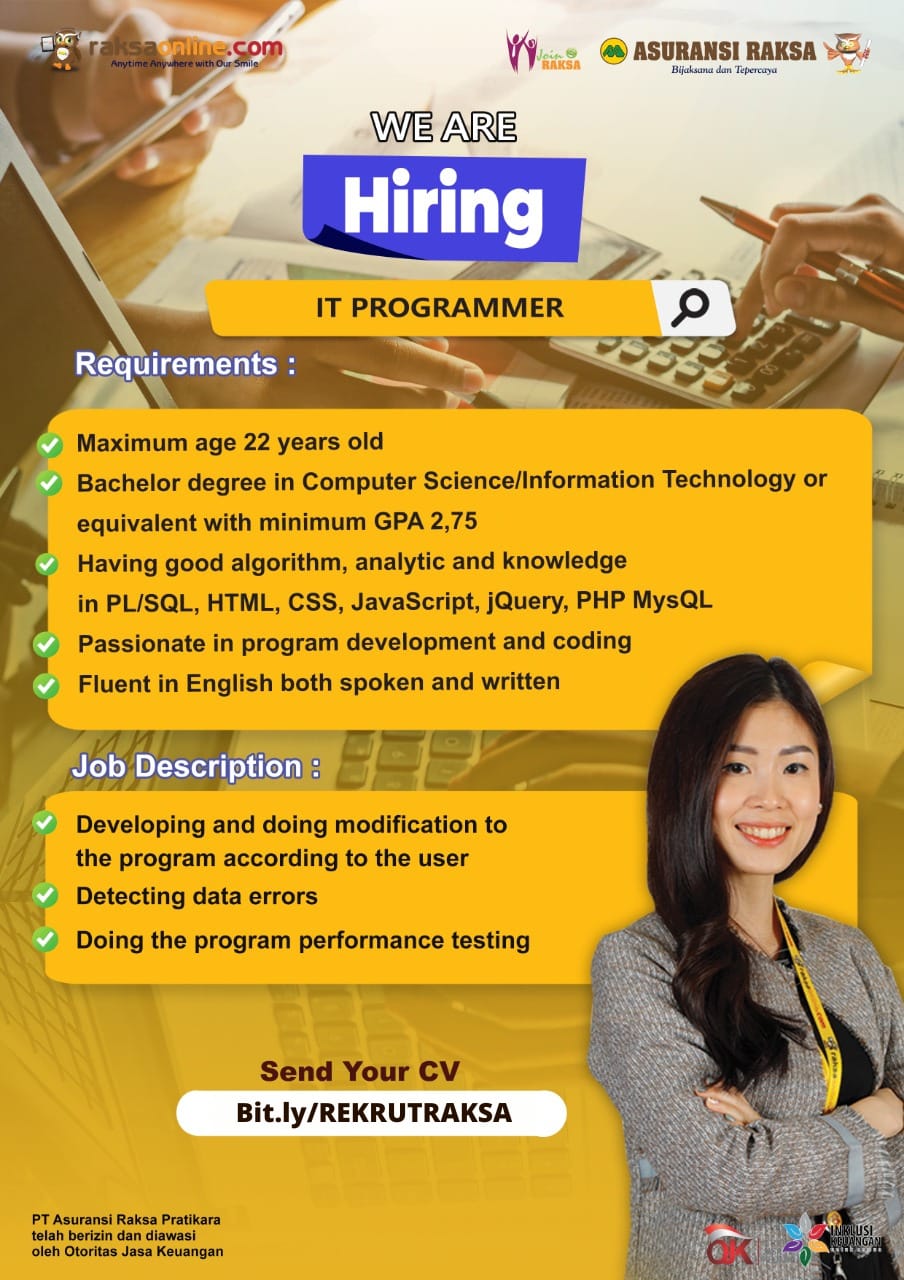 raksaonline.com
Anytime Anywhere with Our Smile
Join
RAKSA
ASURANSI RAKSA
Bijaksana dan Tepercaya
WE ARE
Hiring
IT PROGRAMMER
Requirements :
Maximum age 22 years old
Bachelor degree in Computer Science/Information Technology or
equivalent with minimum GPA 2,75
Having good algorithm, analytic and knowledge
in PL/SQL, HTML, CSS, JavaScript, jQuery, PHP MysQL
Passionate in program development and coding
Fluent in English both spoken and written
Job Description :
Developing and doing modification to
the program according to the user
Detecting data errors
Doing the program performance testing
Send Your CV
Bit.ly/REKRUTRAKSA
PT Asuransi Raksa Pratikara
telah berizin dan diawasi
oleh Otoritas Jasa Keuangan
INKLUSI
KEUANGAN